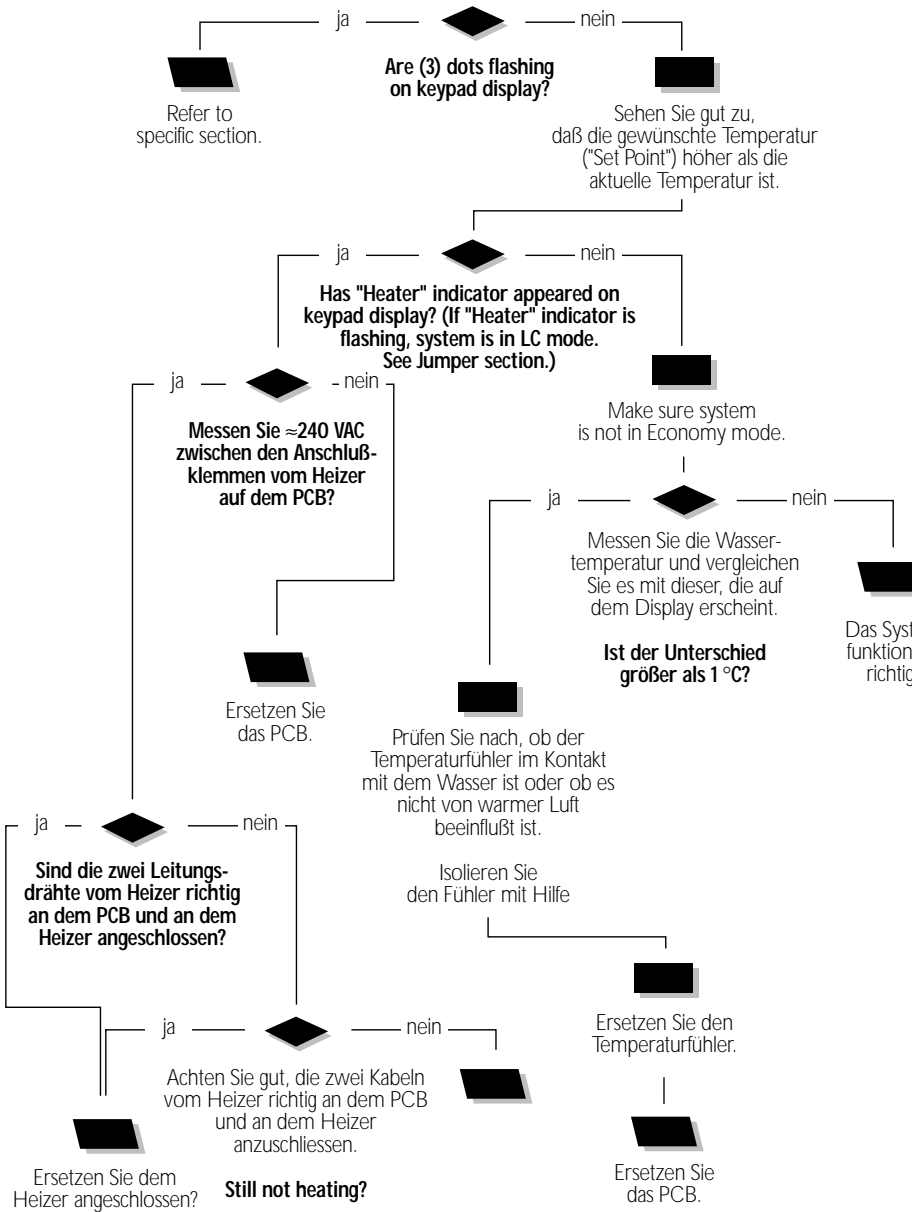 ja
nein
Are (3) dots flashing
on keypad display?
Refer to
specific section.
Sehen Sie gut zu,
daß die gewünschte Temperatur
("Set Point") höher als die
aktuelle Temperatur ist.
ja
nein
Has "Heater" indicator appeared on
keypad display? (If "Heater" indicator is
flashing, system is in LC mode.
See Jumper section.)
ja
nein
Make sure system
is not in Economy mode.
Messen Sie ≈240 VAC
zwischen den Anschluß-
klemmen vom Heizer
auf dem PCB?
ja
nein
Messen Sie die Wasser-
temperatur und vergleichen
Sie es mit dieser, die auf
dem Display erscheint.
Ist der Unterschied
größer als 1 °C?
Das Syst
funktion
richtig
Ersetzen Sie
das PCB.
Prüfen Sie nach, ob der
Temperaturfühler im Kontakt
mit dem Wasser ist oder ob es
nicht von warmer Luft
beeinflußt ist.
Isolieren Sie
den Fühler mit Hilfe
ja
nein
Sind die zwei Leitungs-
drähte vom Heizer richtig
an dem PCB und an dem
Heizer angeschlossen?
Ersetzen Sie den
Temperaturfühler.
ja
nein
Achten Sie gut, die zwei Kabeln
vom Heizer richtig an dem PCB
und an dem Heizer
anzuschliessen.
Still not heating?
Ersetzen Sie dem
Heizer angeschlossen?
Ersetzen Sie
das PCB.